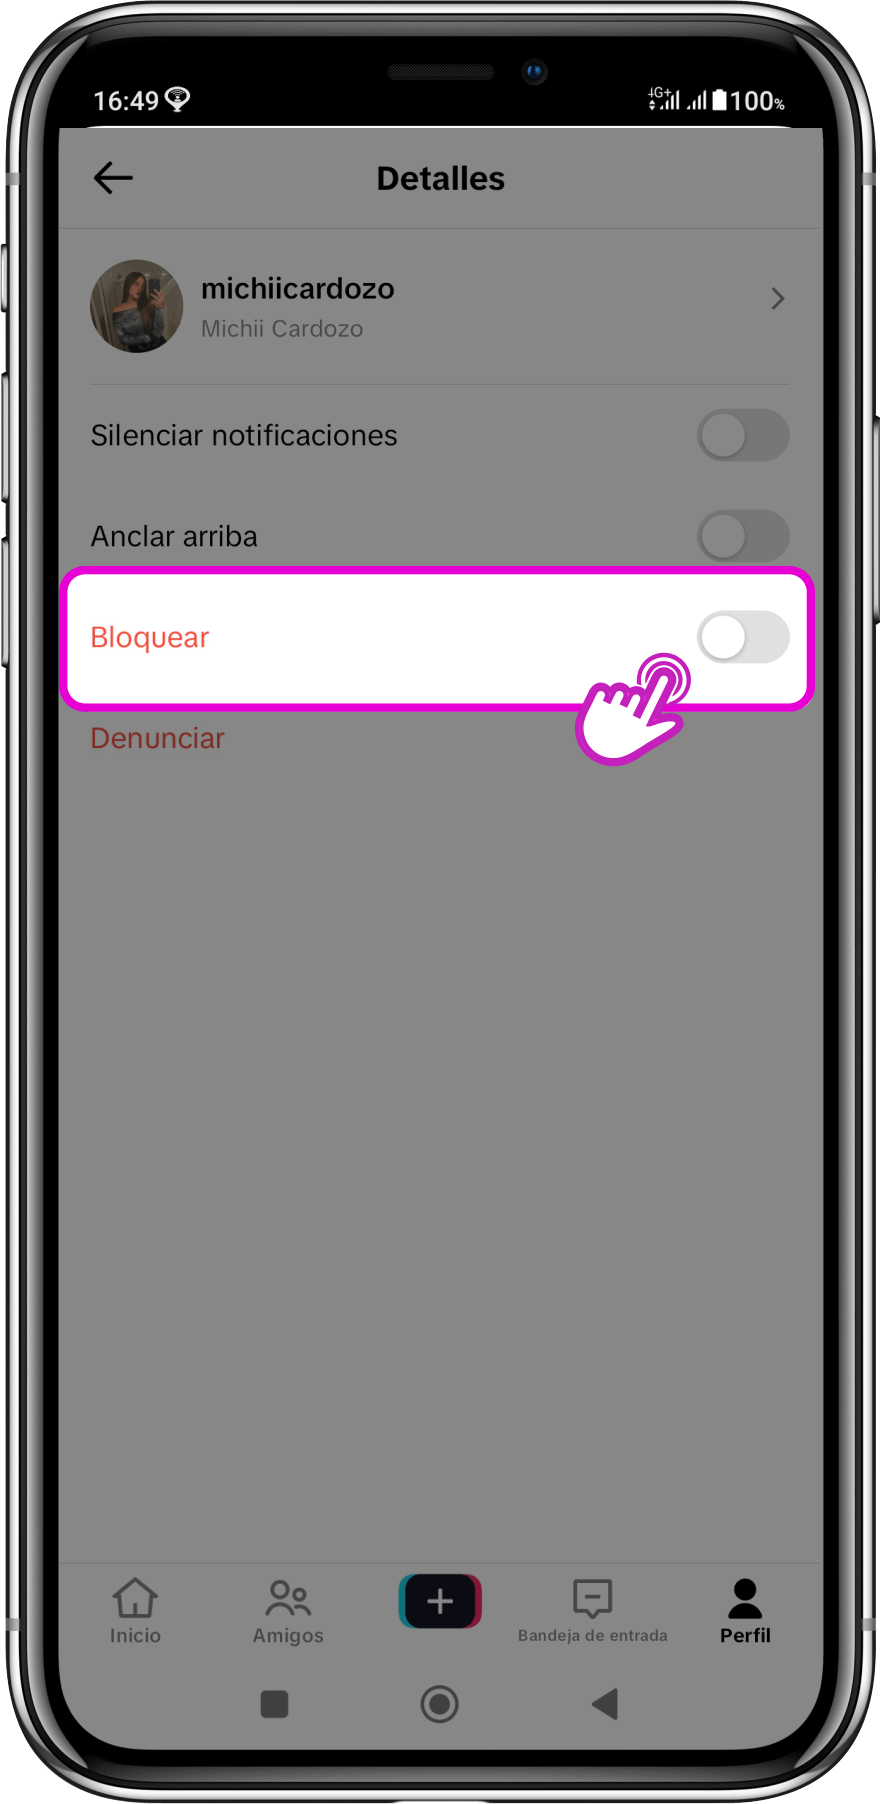 16:49
4G+ 100%
Detalles
michiicardozo
Michii Cardozo
Silenciar notificaciones
Anclar arriba
Bloquear
Denunciar
Inicio
Amigos
Bandeja de entrada
Perfil